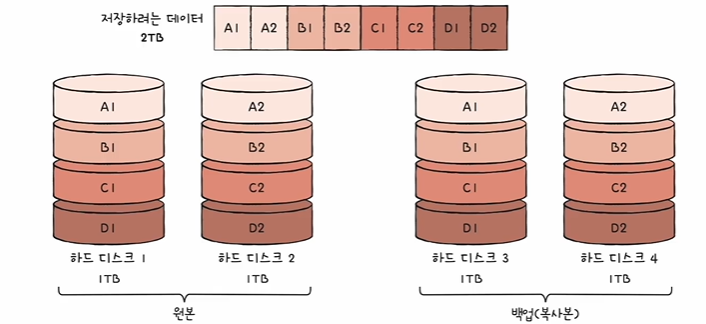 저장하려는 데이터
2TB
A1 A2 B1 B2 C1 C2 D1 D2
A1 A2 A1 A2
B1 B2 B1 B2
C1 C2 C1 C2
D1 D2 D1 D2
하드 디스크 1 하드 디스크 2 하드 디스크 3 하드 디스크 4
1TB 1TB 1TB 1TB
원본 백업(복사본)